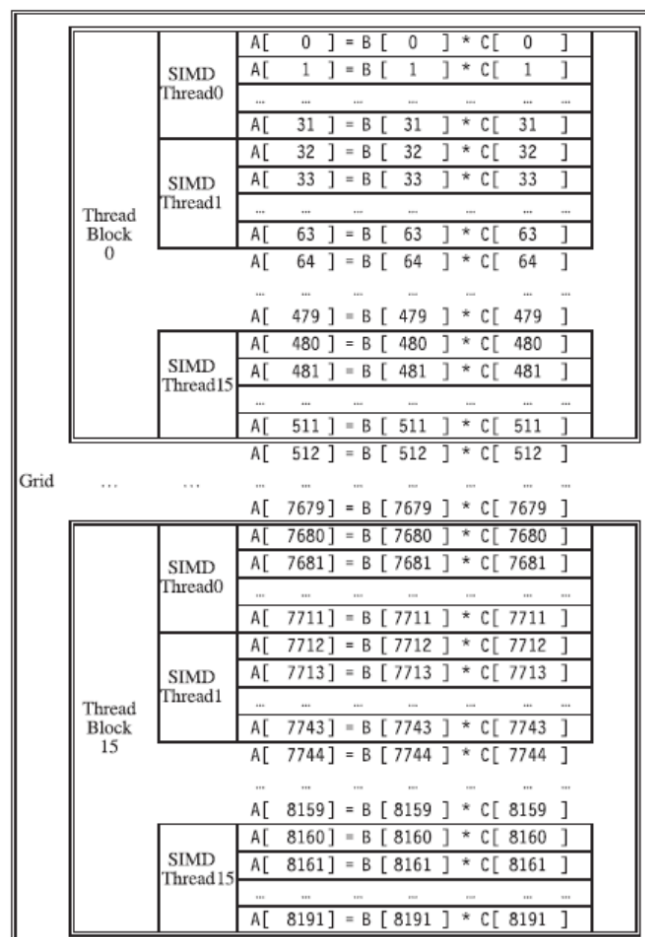 A[ 0 ] = B [ 0 ] * C[ 0 ]
A[ 1 ] = B [ 1 ] * C[ 1 ]
SIMD
Thread0
... ... ... ... ... ...
A[ 31 ] = B [ 31 ] * C[ 31 ]
A[ 32 ] = B [ 32 ] * C[ 32 ]
A[ 33 ] = B [ 33 ] * C[ 33 ]
SIMD
Thread1
... ... ... ... ... ...
A[ 63 ] = B [ 63 ] * C[ 63 ]
A[ 64 ] = B [ 64 ] * C[ 64 ]
Thread
Block
0
... ... ... ... ... ...
A[ 479 ] = B [ 479 ] * C[ 479 ]
A[ 480 ] = B [ 480 ] * C[ 480 ]
A[ 481 ] = B [ 481 ] * C[ 481 ]
SIMD
Thread15
... ... ... ... ... ...
A[ 511 ] = B [ 511 ] * C[ 511 ]
A[ 512 ] = B [ 512 ] * C[ 512 ]
Grid ... ... ... ... ... ... ... ...
A[ 7679 ] = B [ 7679 ] * C[ 7679 ]
A[ 7680 ] = B [ 7680 ] * C[ 7680 ]
A[ 7681 ] = B [ 7681 ] * C[ 7681 ]
SIMD
Thread0
... ... ... ... ... ...
A[ 7711 ] = B [ 7711 ] * C[ 7711 ]
A[ 7712 ] = B [ 7712 ] * C[ 7712 ]
A[ 7713 ] = B [ 7713 ] * C[ 7713 ]
SIMD
Thread1
... ... ... ... ... ...
A[ 7743 ] = B [ 7743 ] * C[ 7743 ]
A[ 7744 ] = B [ 7744 ] * C[ 7744 ]
Thread
Block
15
... ... ... ... ... ...
A[ 8159 ] = B [ 8159 ] * C[ 8159 ]
A[ 8160 ] = B [ 8160 ] * C[ 8160 ]
A[ 8161 ] = B [ 8161 ] * C[ 8161 ]
SIMD
Thread15
... ... ... ... ... ...
A[ 8191 ] = B [ 8191 ] * C[ 8191 ]